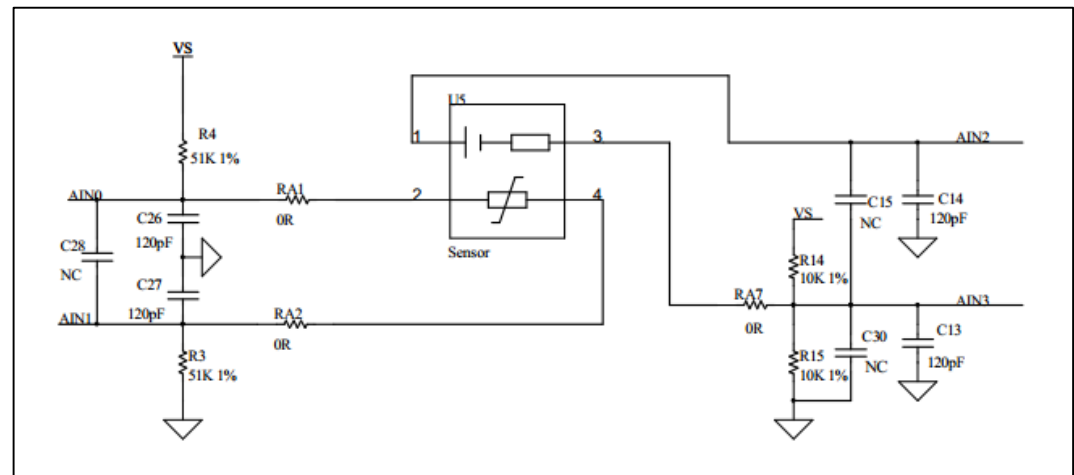 VS
U5
R4
51K 1%
1
3
AIN2
AIN0
RA1
2
4
C15
C14
C26
0R
NC
120pF
C28
120pF
VS
NC
Sensor
R14
C27
10K 1%
RA7
AIN3
AIN1
120pF
RA2
0R
C30
C13
R3
0R
R15
NC
120pF
51K 1%
10K 1%